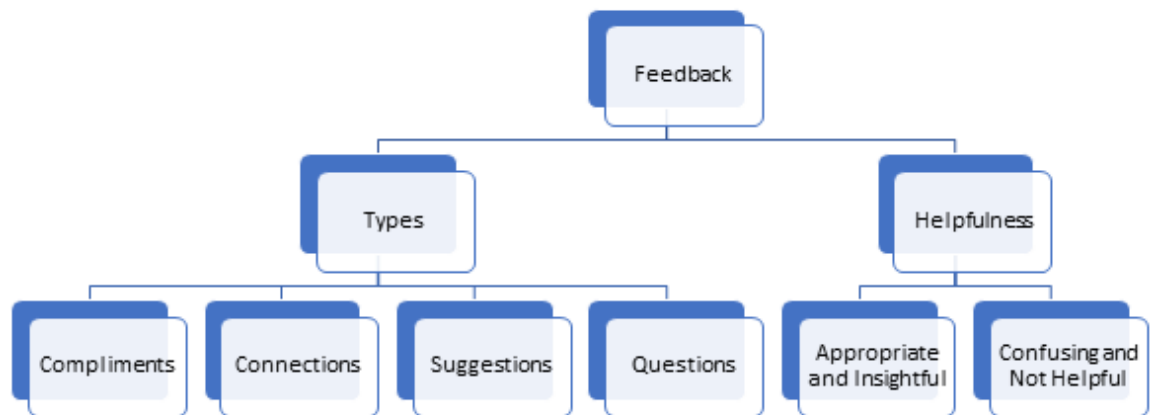 Feedback
Types
Helpfulness
Compliments
Connections
Suggestions
Questions
Appropriate
and Insightful
Confusing and
Not Helpful